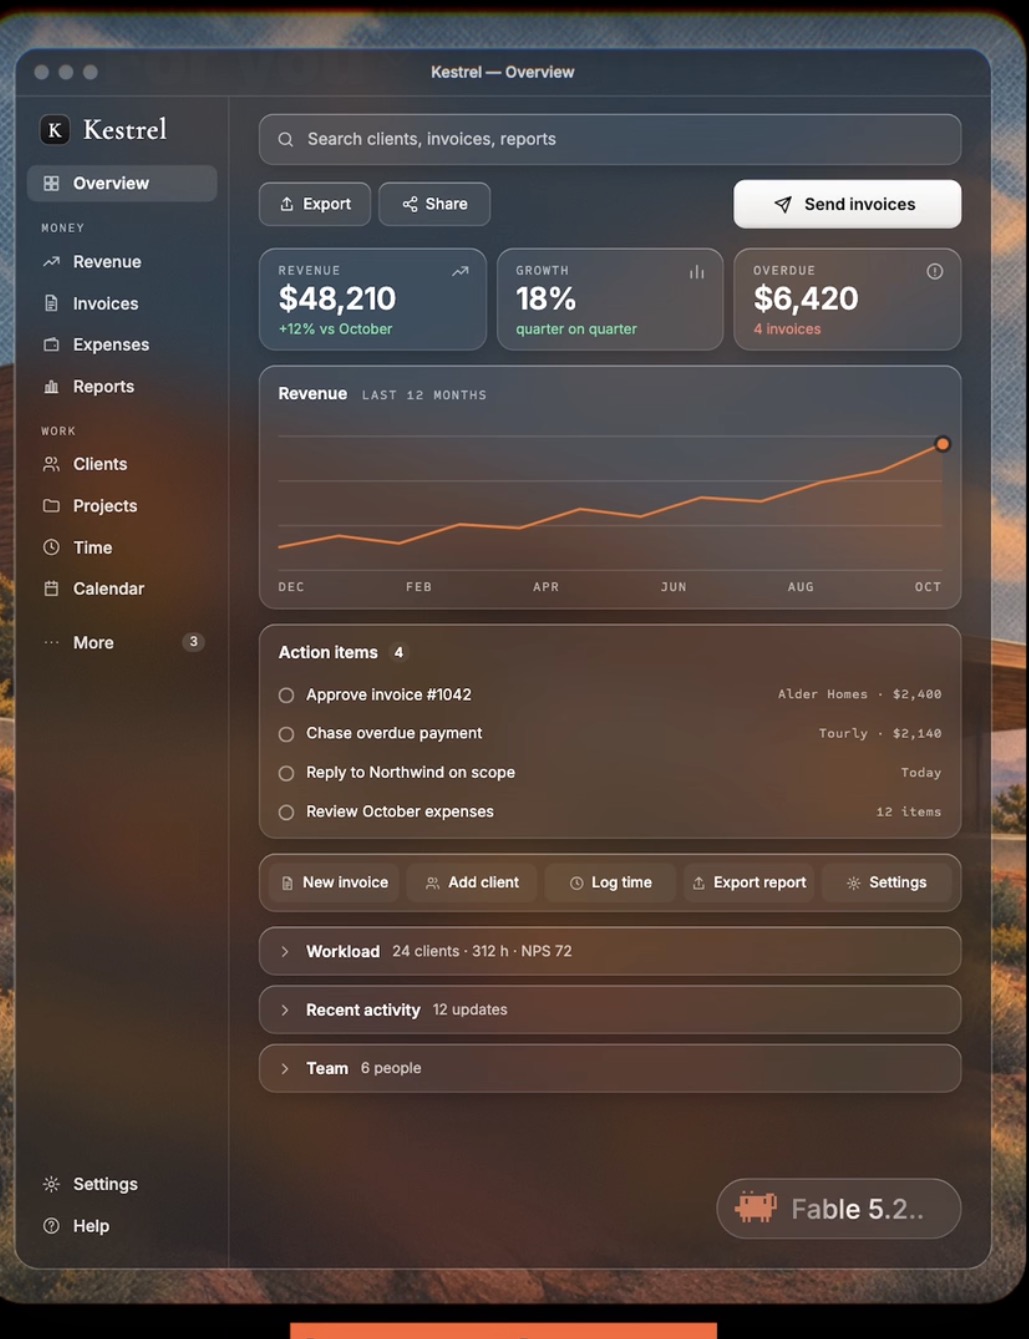 Kestrel — Overview
K Kestrel
Overview
MONEY
Revenue
Invoices
Expenses
Reports
WORK
Clients
Projects
Time
Calendar
More 3
Settings
Help
Search clients, invoices, reports
Export Share Send invoices
REVENUE
$48,210
+12% vs October
GROWTH
18%
quarter on quarter
OVERDUE
$6,420
4 invoices
Revenue LAST 12 MONTHS
DEC FEB APR JUN AUG OCT
Action items 4
Approve invoice #1042 Alder Homes · $2,400
Chase overdue payment Tourly · $2,140
Reply to Northwind on scope Today
Review October expenses 12 items
New invoice Add client Log time Export report Settings
Workload 24 clients · 312 h · NPS 72
Recent activity 12 updates
Team 6 people
Fable 5.2..